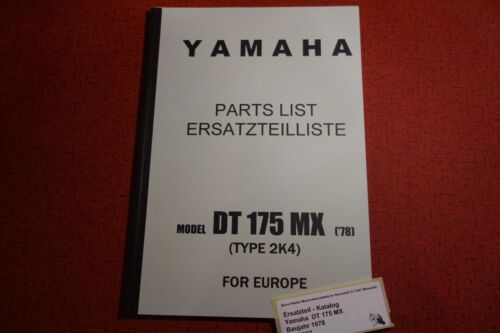 YAMAHA
PARTS LIST
ERSATZTEILLISTE
MODEL DT 175 MX ('78)
(TYPE 2K4)
FOR EUROPE
Ersatzteil - Katalog
Yamaha DT 175 MX
Baujahr 1978